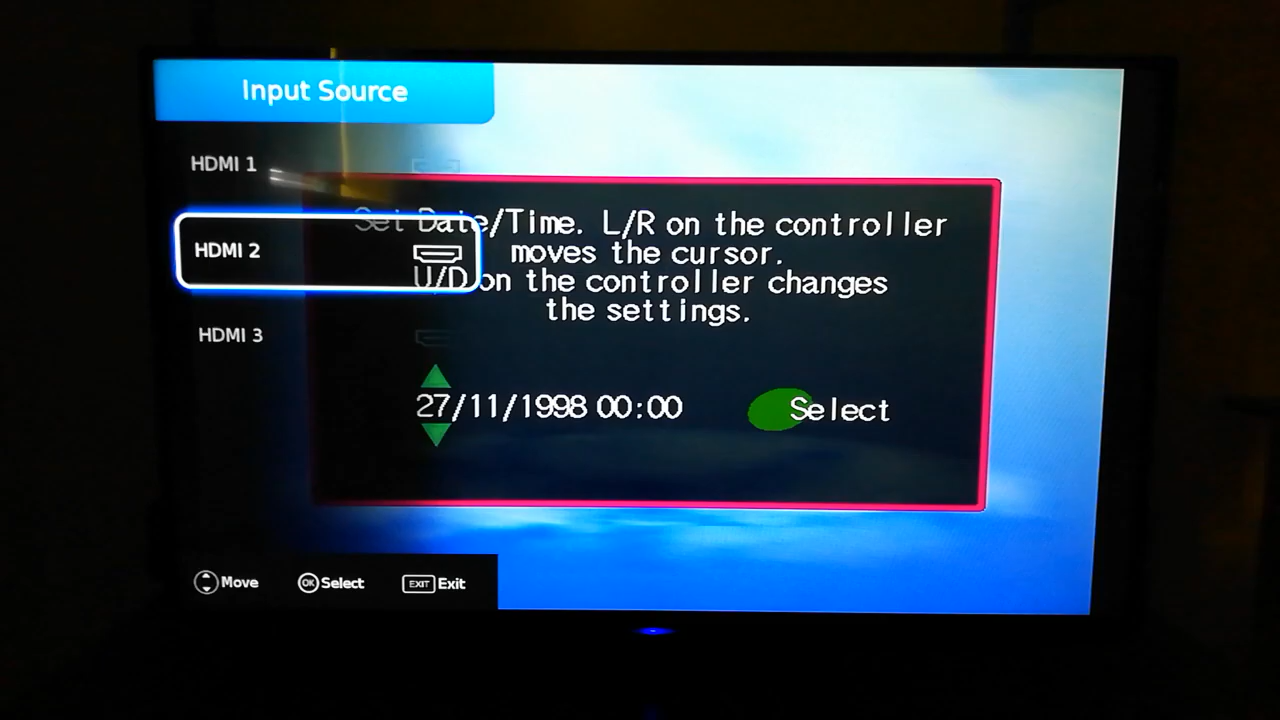 Input Source
HDMI 1
HDMI 2
HDMI 3
Set Date/Time. L/R on the controller
moves the cursor.
U/D on the controller changes
the settings.
27/11/1998 00:00
Select
Move
OK Select
EXIT Exit